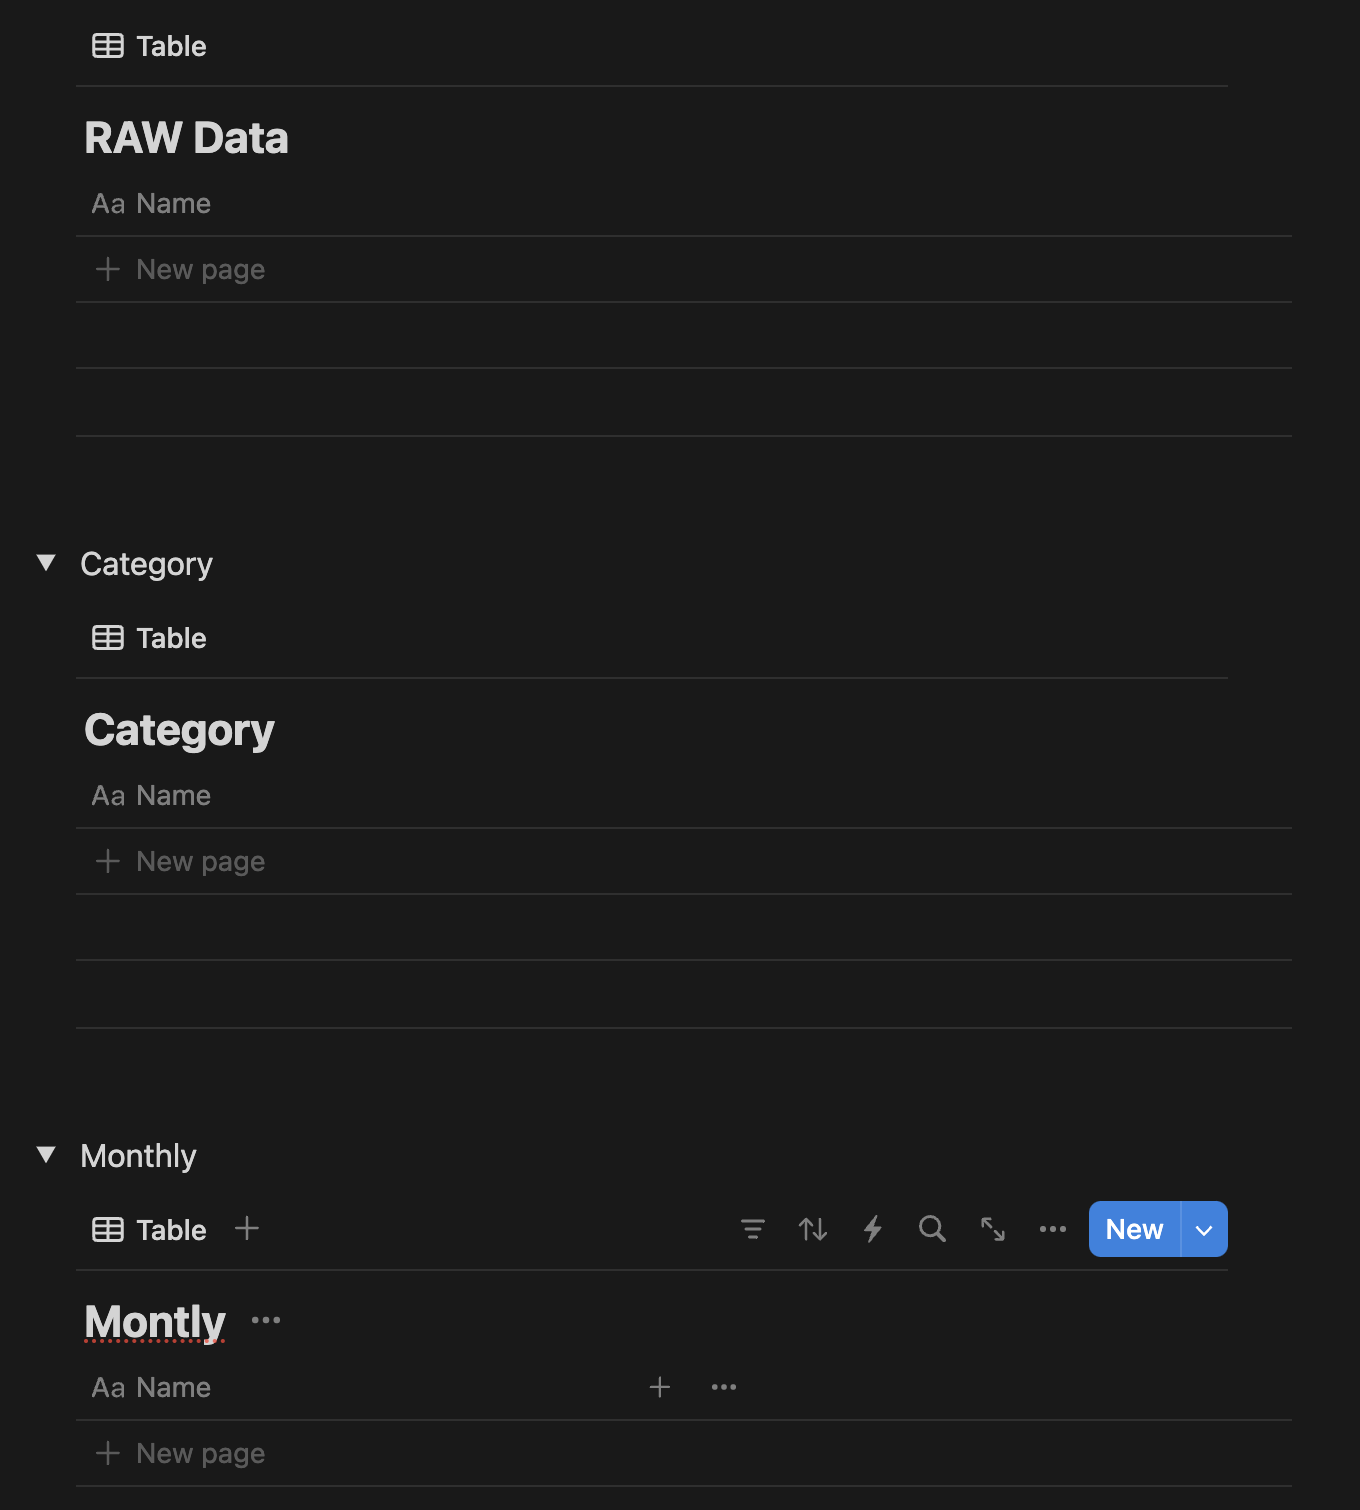 Table
RAW Data
Aa Name
+ New page
Category
Table
Category
Aa Name
+ New page
Monthly
Table +
New
Montly ...
Aa Name + ...
+ New page